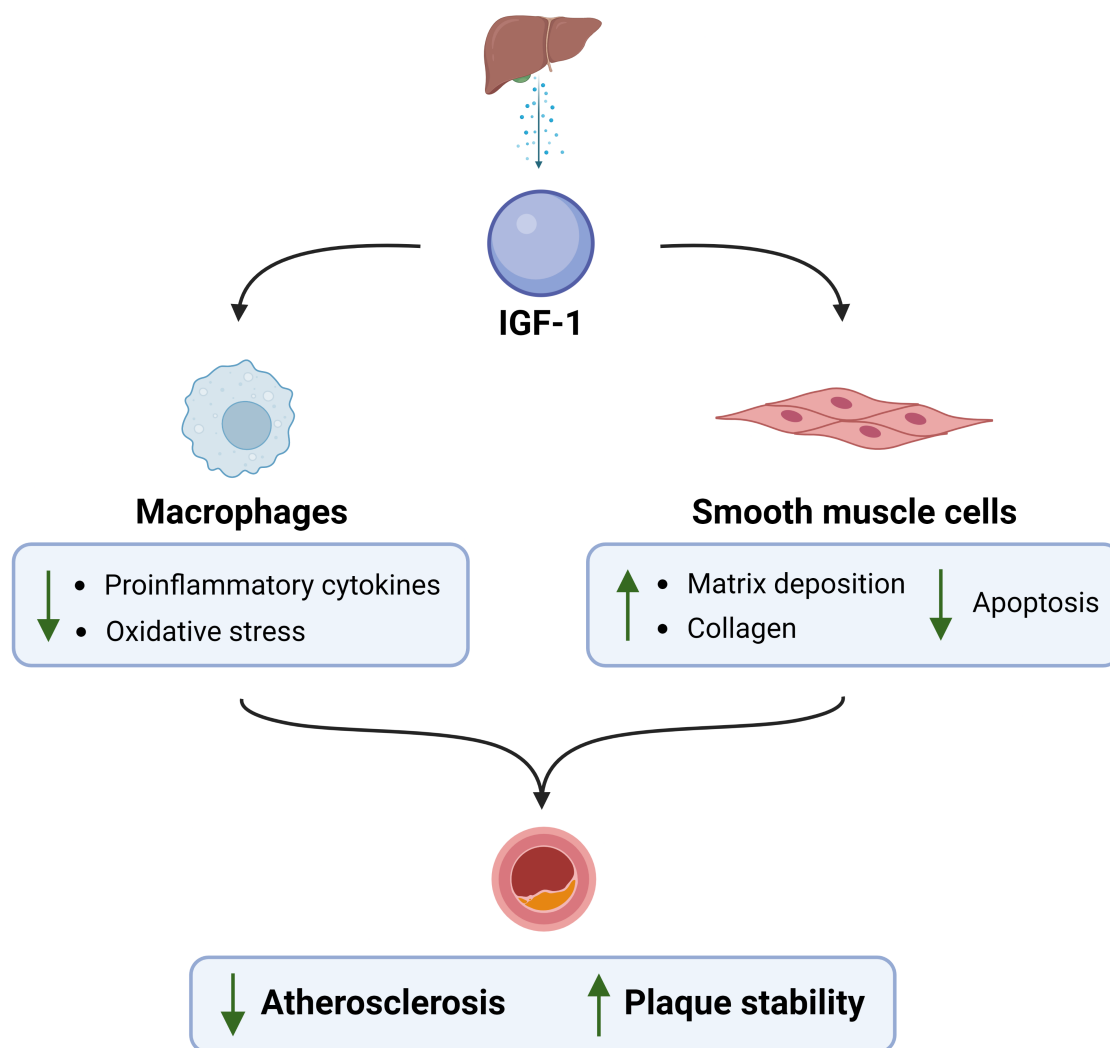 IGF-1
Macrophages
• Proinflammatory cytokines
• Oxidative stress
Smooth muscle cells
• Matrix deposition
• Collagen
Apoptosis
Atherosclerosis
Plaque stability